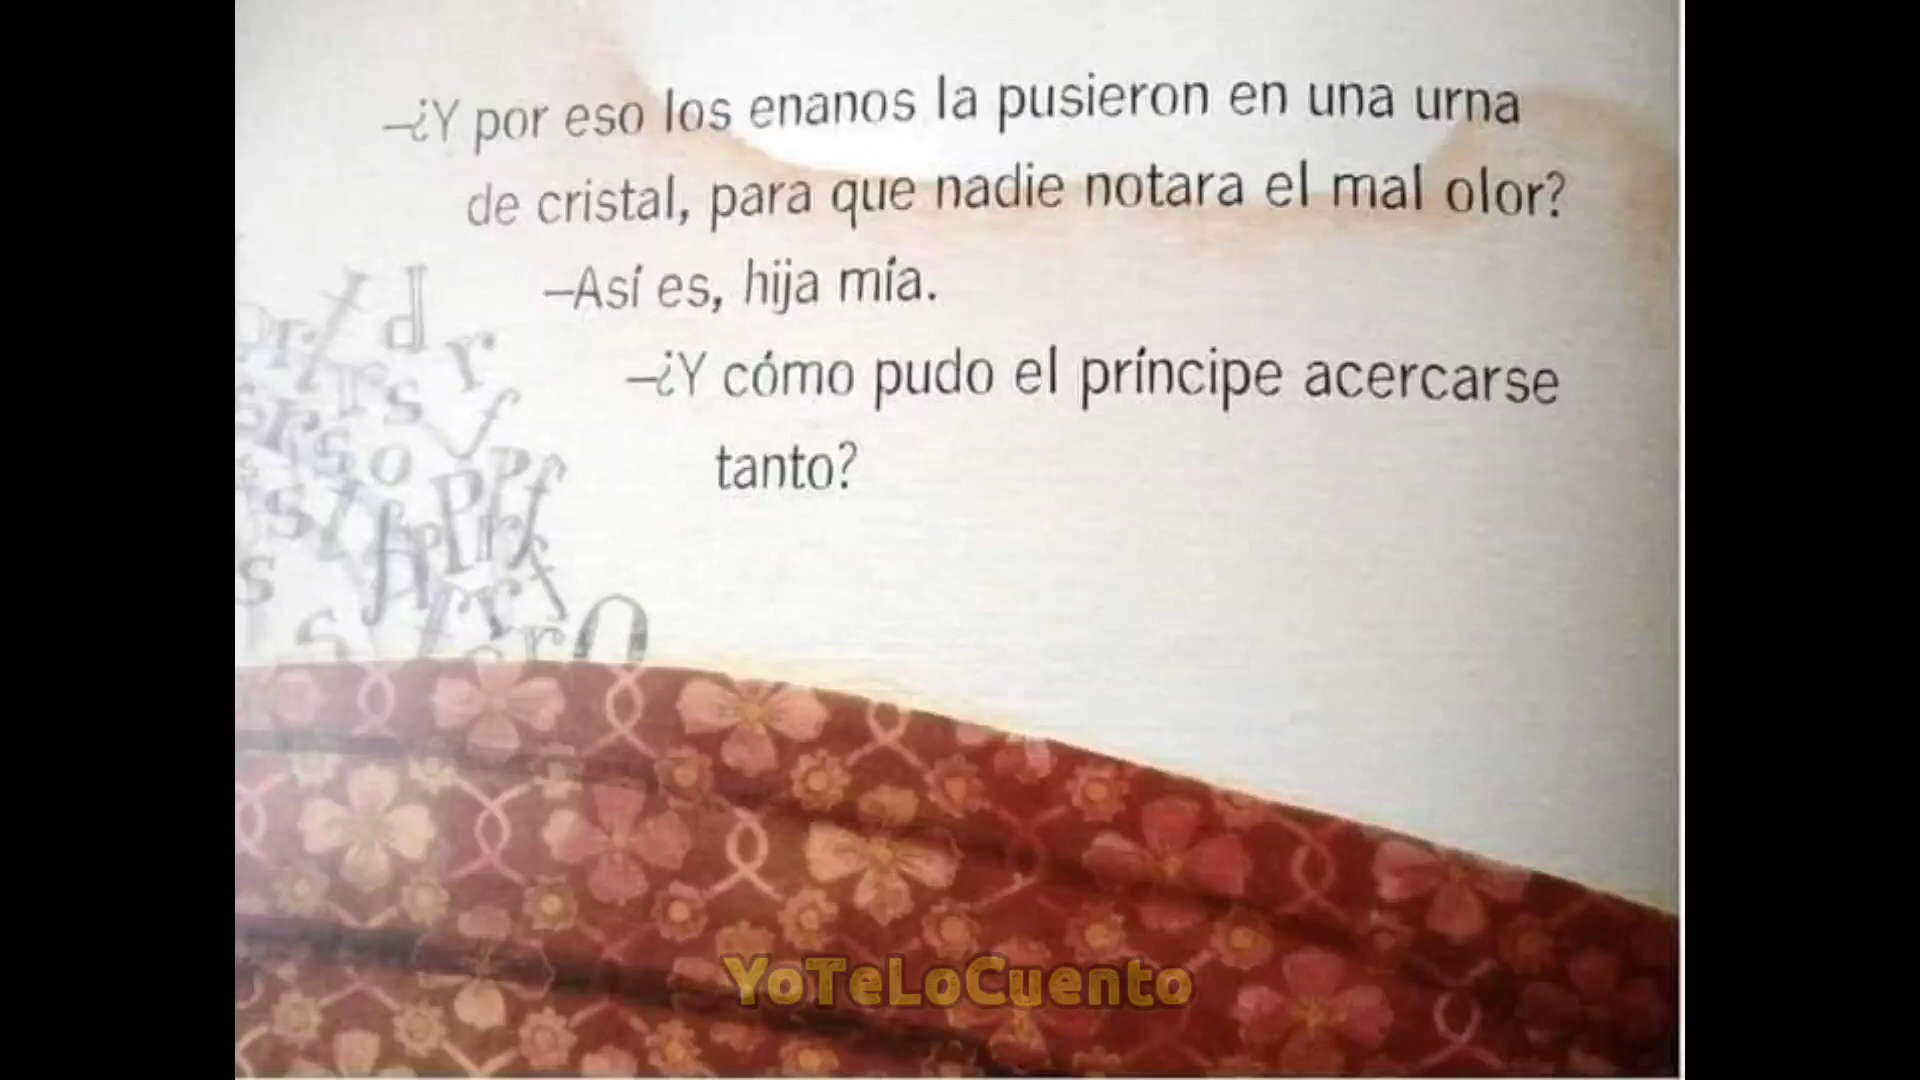 –¿Y por eso los enanos la pusieron en una urna
de cristal, para que nadie notara el mal olor?
–Así es, hija mía.
–¿Y cómo pudo el príncipe acercarse
tanto?
YoTeLoCuento